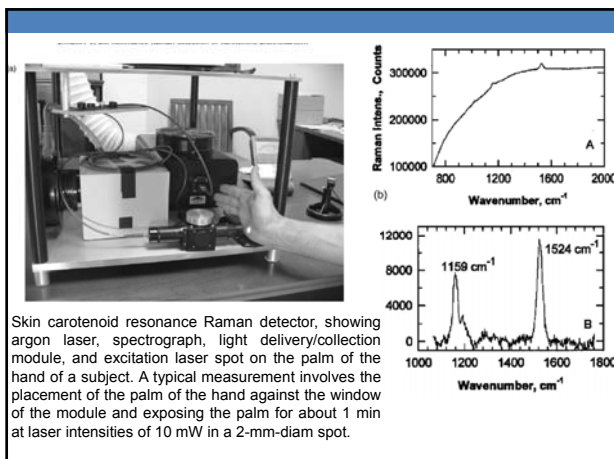 (a)
300000
200000
100000
Raman Intens., Counts
A
800
1200
1600
2000
Wavenumber, cm-1
(b)
12000
8000
4000
0
1159 cm-1
1524 cm-1
B
1000
1200
1400
1600
1800
Wavenumber, cm-1
Skin carotenoid resonance Raman detector, showing
argon laser, spectrograph, light delivery/collection
module, and excitation laser spot on the palm of the
hand of a subject. A typical measurement involves the
placement of the palm of the hand against the window
of the module and exposing the palm for about 1 min
at laser intensities of 10 mW in a 2-mm-diam spot.